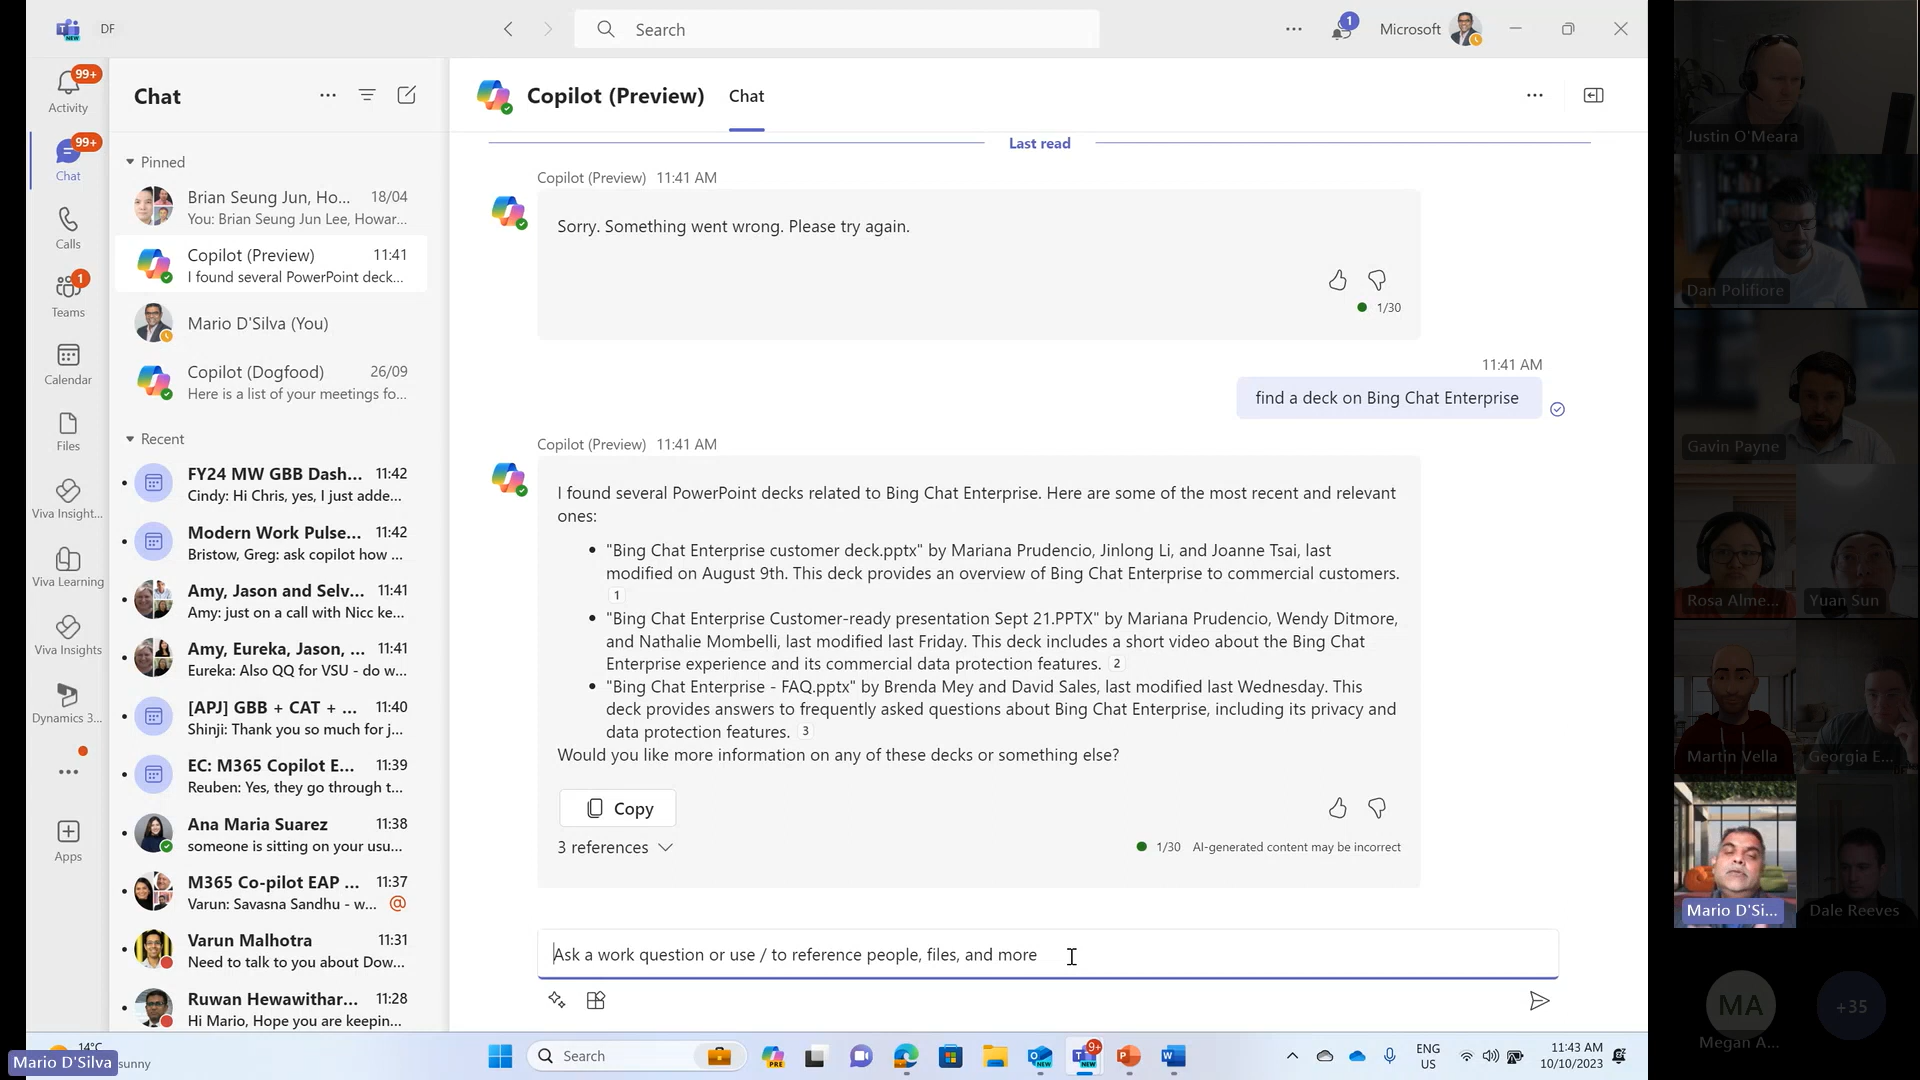 DF
Search
1
Microsoft
99+
Activity
99+
Chat
Calls
1
Teams
Calendar
Files
Viva Insight...
Viva Learning
Viva Insights
Dynamics 3...
Apps
Chat
Pinned
Brian Seung Jun, Ho... 18/04
You: Brian Seung Jun Lee, Howar...
Copilot (Preview) 11:41
I found several PowerPoint deck...
Mario D'Silva (You)
Copilot (Dogfood) 26/09
Here is a list of your meetings fo...
Recent
FY24 MW GBB Dash... 11:42
Cindy: Hi Chris, yes, I just adde...
Modern Work Pulse... 11:42
Bristow, Greg: ask copilot how ...
Amy, Jason and Selv... 11:41
Amy: just on a call with Nicc ke...
Amy, Eureka, Jason, ... 11:41
Eureka: Also QQ for VSU - do w...
[APJ] GBB + CAT + ... 11:40
Shinji: Thank you so much for j...
EC: M365 Copilot E... 11:39
Reuben: Yes, they go through t...
Ana Maria Suarez 11:38
someone is sitting on your usu...
M365 Co-pilot EAP ... 11:37
Varun: Savasna Sandhu - w... @
Varun Malhotra 11:31
Need to talk to you about Dow...
Ruwan Hewawithar... 11:28
Hi Mario, Hope you are keepin...
Copilot (Preview) Chat
Last read
Copilot (Preview) 11:41 AM
Sorry. Something went wrong. Please try again.
1/30
11:41 AM
find a deck on Bing Chat Enterprise
Copilot (Preview) 11:41 AM
I found several PowerPoint decks related to Bing Chat Enterprise. Here are some of the most recent and relevant
ones:
• "Bing Chat Enterprise customer deck.pptx" by Mariana Prudencio, Jinlong Li, and Joanne Tsai, last
modified on August 9th. This deck provides an overview of Bing Chat Enterprise to commercial customers.
1
• "Bing Chat Enterprise Customer-ready presentation Sept 21.PPTX" by Mariana Prudencio, Wendy Ditmore,
and Nathalie Mombelli, last modified last Friday. This deck includes a short video about the Bing Chat
Enterprise experience and its commercial data protection features. 2
• "Bing Chat Enterprise - FAQ.pptx" by Brenda Mey and David Sales, last modified last Wednesday. This
deck provides answers to frequently asked questions about Bing Chat Enterprise, including its privacy and
data protection features. 3
Would you like more information on any of these decks or something else?
Copy
3 references
1/30 AI-generated content may be incorrect
Ask a work question or use / to reference people, files, and more
14°C
sunny
Mario D'Silva
Search
PRE
NEW
9+
NEW
ENG
US
11:43 AM
10/10/2023
Justin O'Meara
Dan Polifiore
Gavin Payne
Rosa Alme... Yuan Sun
Martin Vella Georgia E...
Mario D'Si... Dale Reeves
MA +35
Megan A...